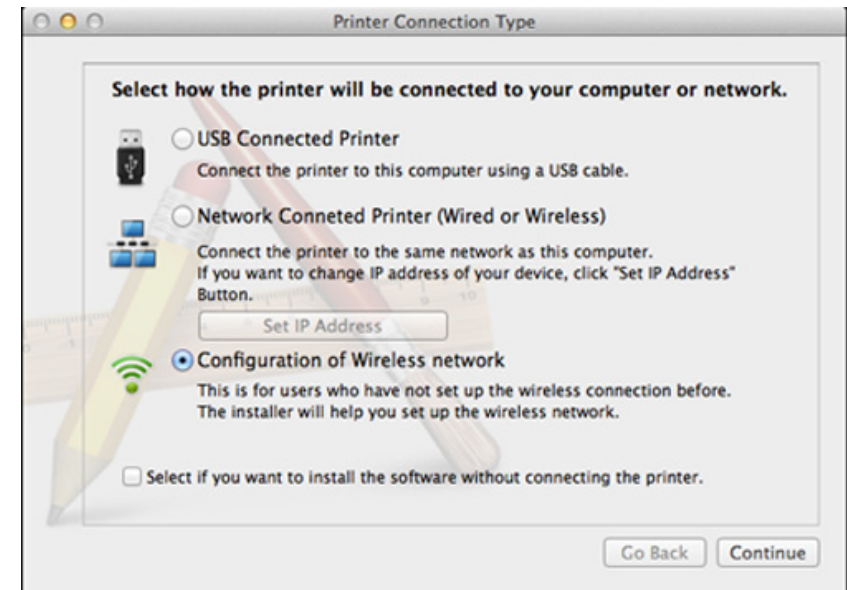 Printer Connection Type
Select how the printer will be connected to your computer or network.
USB Connected Printer
Connect the printer to this computer using a USB cable.
Network Conneted Printer (Wired or Wireless)
Connect the printer to the same network as this computer.
If you want to change IP address of your device, click "Set IP Address"
Button.
Set IP Address
Configuration of Wireless network
This is for users who have not set up the wireless connection before.
The installer will help you set up the wireless network.
Select if you want to install the software without connecting the printer.
Go Back Continue